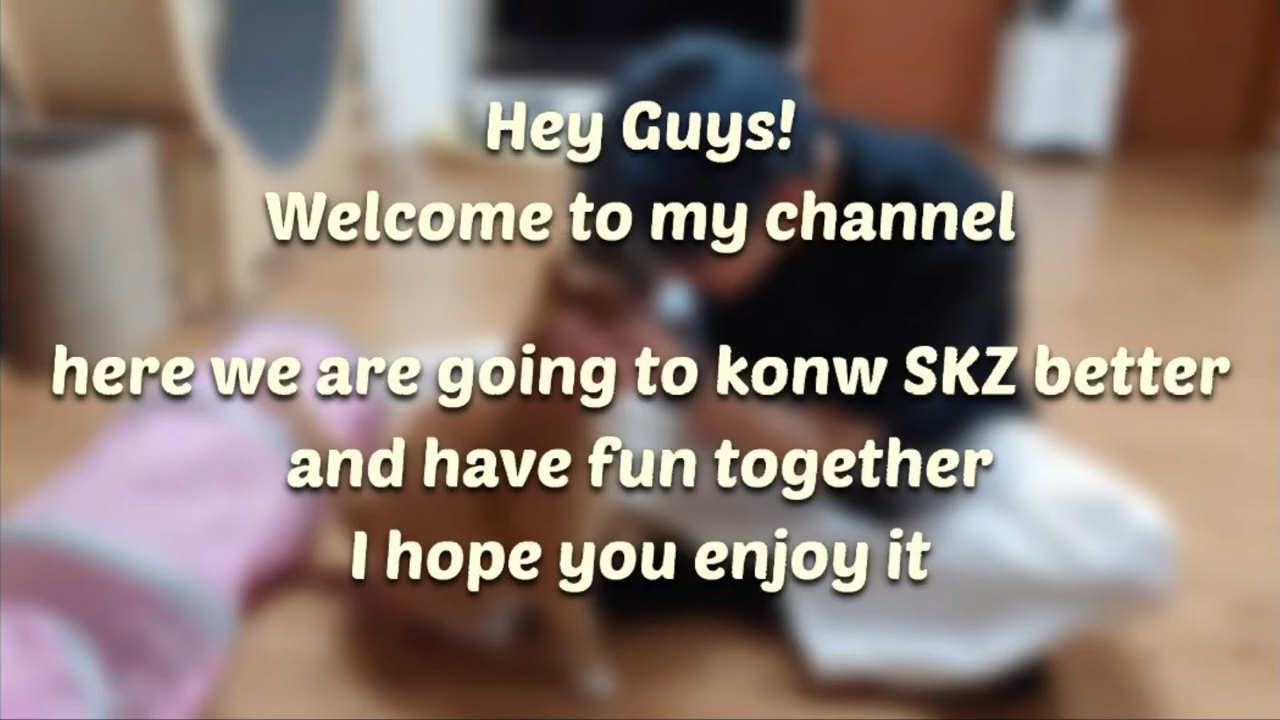 Hey Guys!
Welcome to my channel
here we are going to konw SKZ better
and have fun together
I hope you enjoy it